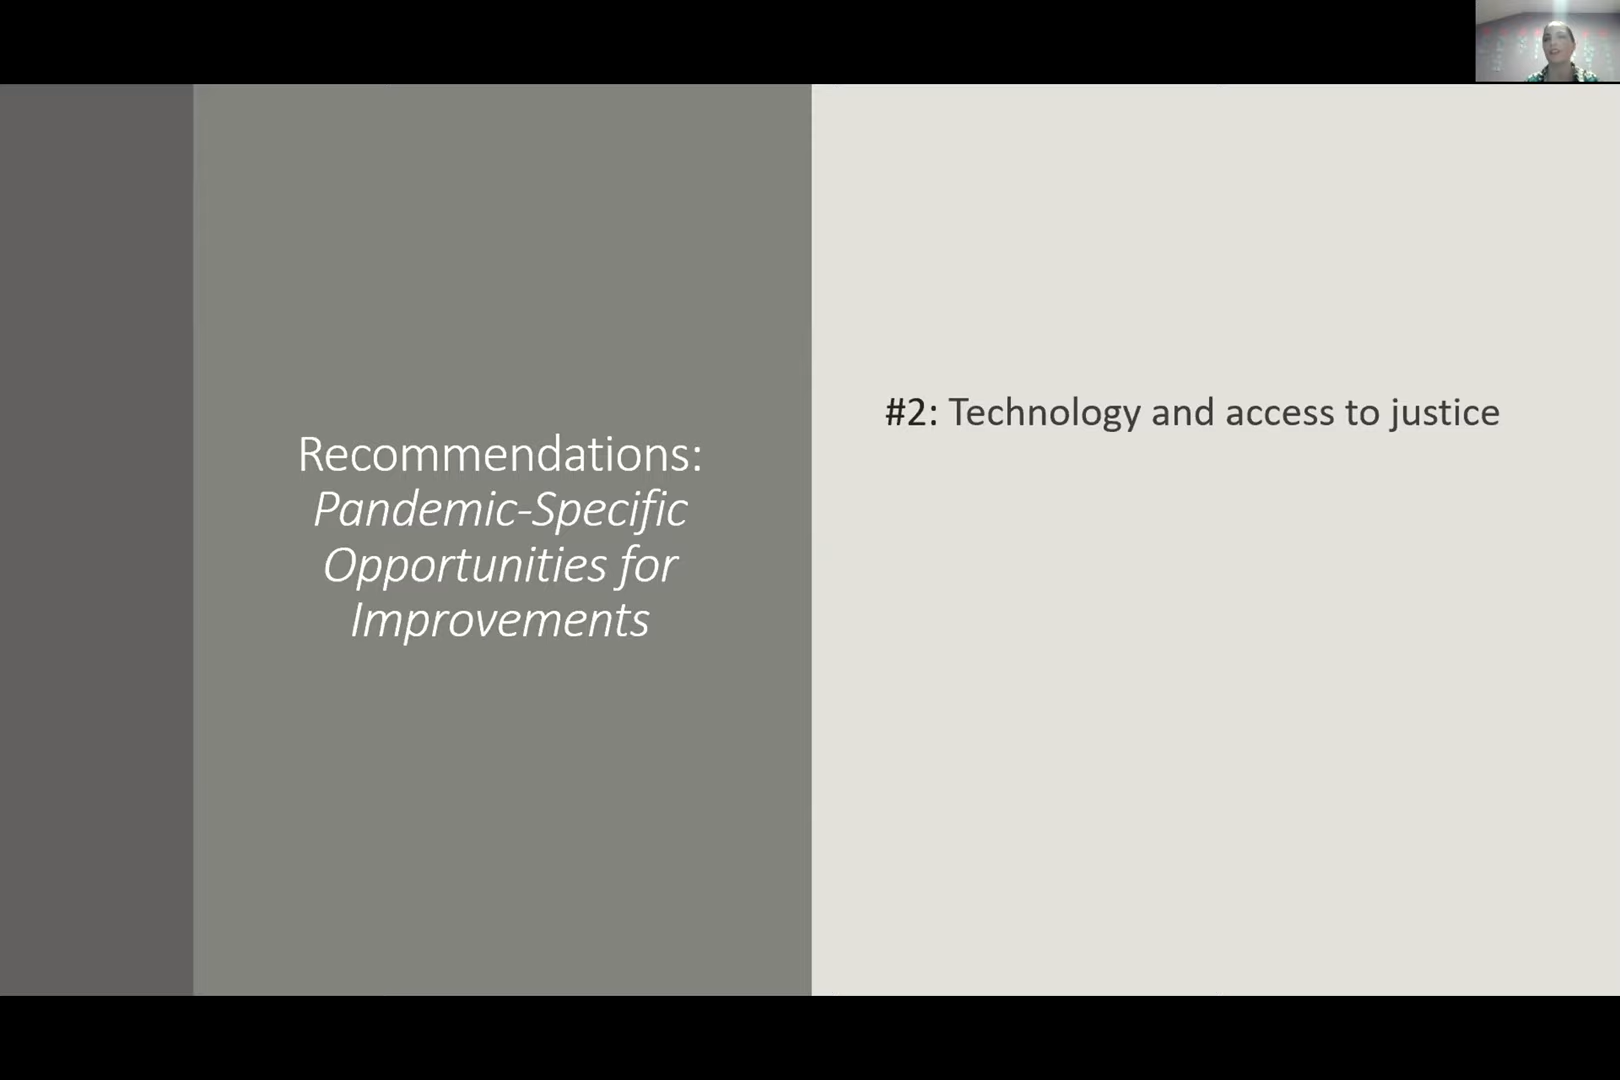 Recommendations:
Pandemic-Specific
Opportunities for
Improvements
#2: Technology and access to justice